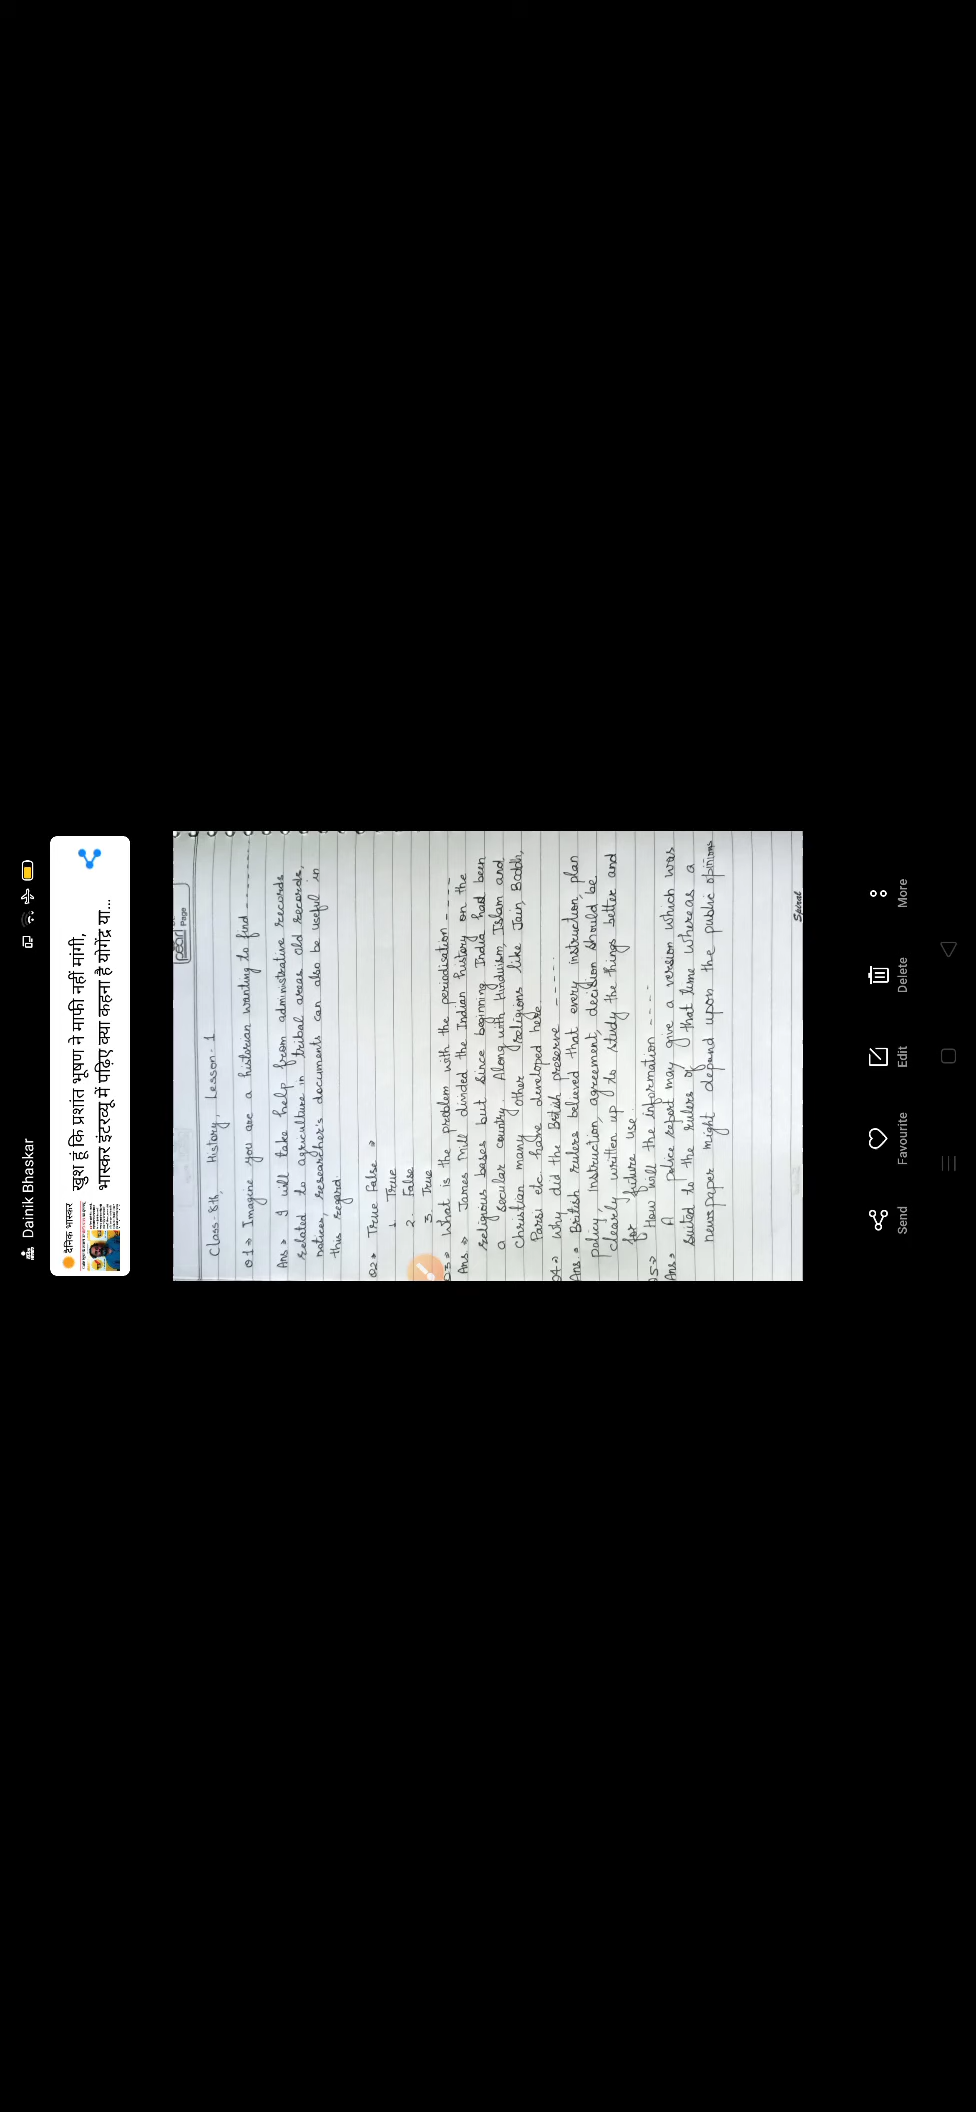 Dainik Bhaskar
दैनिक भास्कर
खुश हूं कि प्रशांत भूषण ने माफी नहीं मांगी,
भास्कर इंटरव्यू में पढ़िए क्या कहना है योगेंद्र या...
pearl Page
Class-8th, History, Lesson-1
Q1⇒ Imagine you are a historian wanting to find --------
Ans ⇒ I will take help from administrative records
related to agriculture in tribal areas. Old records,
notices, researcher's documents can also be useful in
this regard.
Q2⇒ True False ⇒
1. True
2. False
3. True
Q3⇒ What is the problem with the periodisation -----
Ans ⇒ James Mill divided the Indian history on the
religious bases but since beginning India had been
a secular country. Along with Hinduism, Islam and
Christian many other religions like Jain, Boddh,
Parsi etc. have developed here.
Q4⇒ Why did the British preserve -----
Ans.⇒ British rulers believed that every instruction, plan
policy, instruction, agreement, decision should be
clearly written up to study the things better and
for future use.
Q5⇒ How will the information ----
Ans⇒ A police report may give a version which was
suited to the rulers of that time whereas a
newspaper might depand upon the public opinions
Spiral
Send
Favourite
Edit
Delete
More